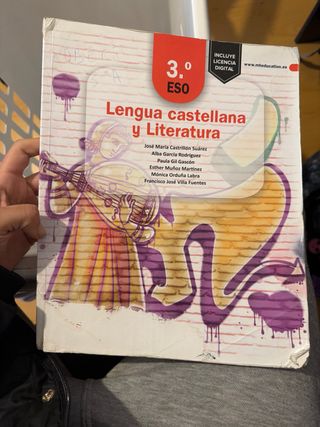 3.º
ESO
INCLUYE
LICENCIA
DIGITAL
www.mheducation.es
Lengua castellana
y Literatura
José María Castrillón Suárez
Alba García Rodríguez
Paula Gil Gascón
Esther Muñoz Martínez
Mónica Orduña Labra
Francisco José Villa Fuentes